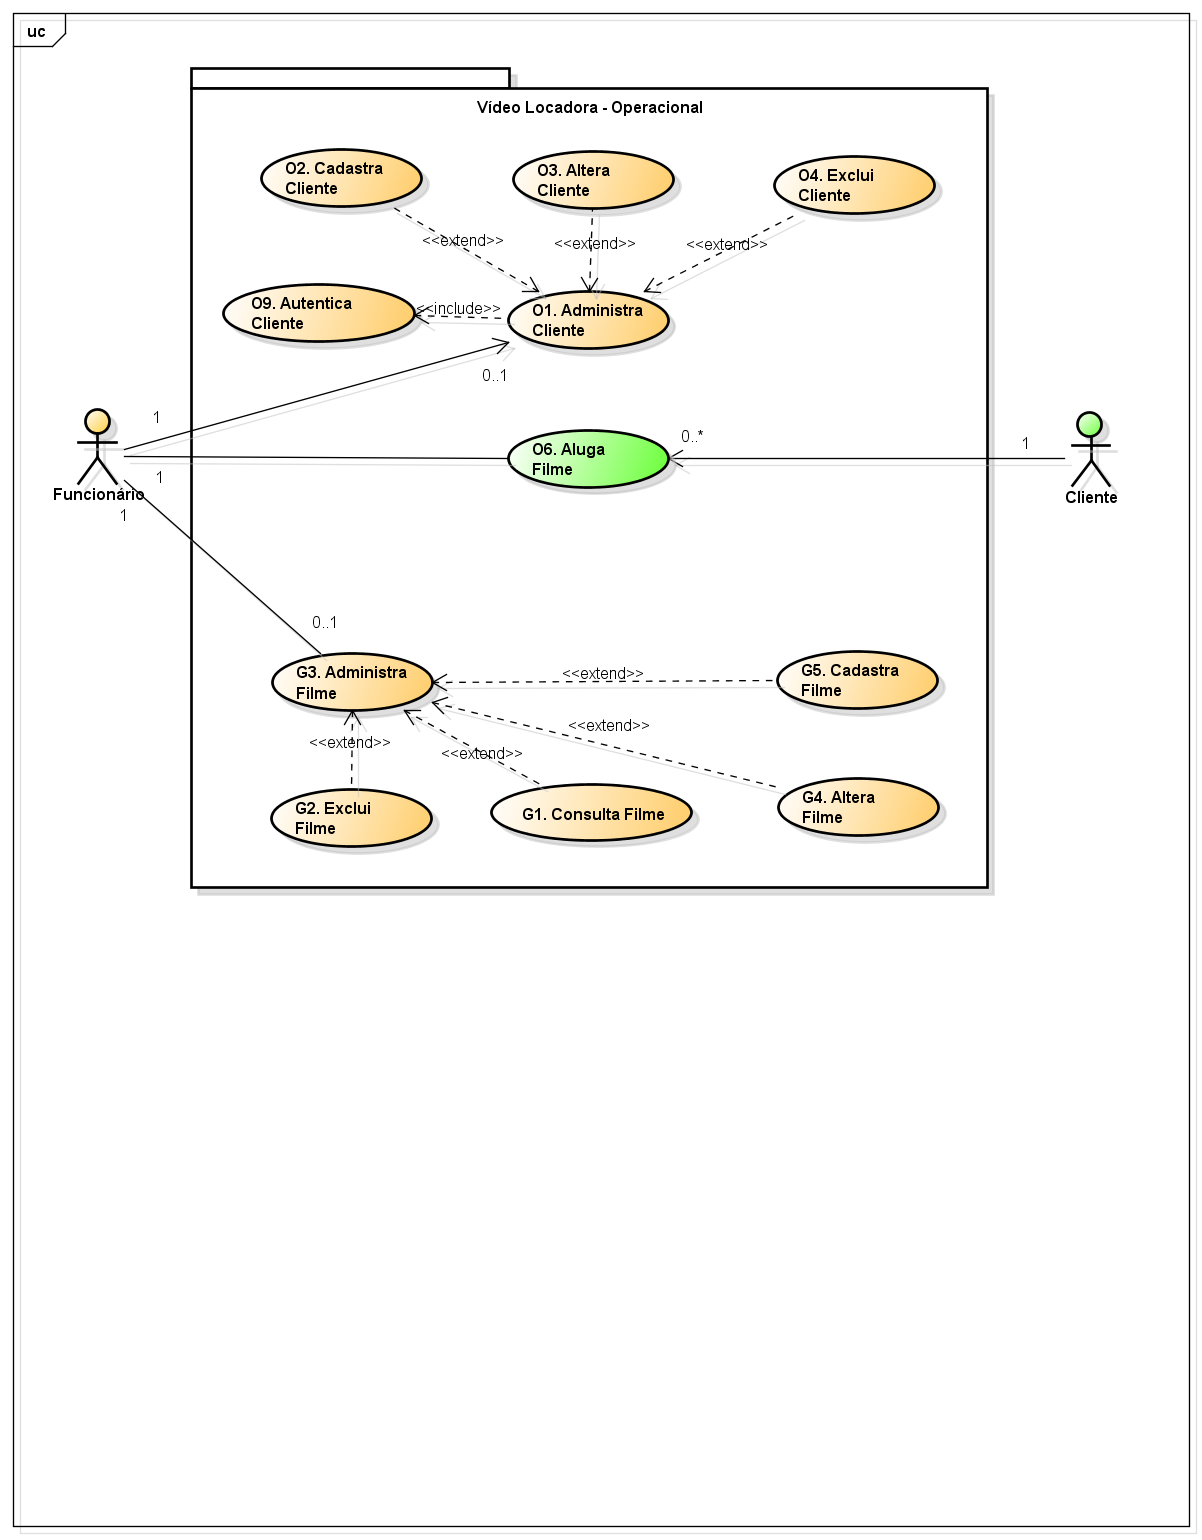 uc
Vídeo Locadora - Operacional
O2. Cadastra
Cliente
O3. Altera
Cliente
O4. Exclui
Cliente
<<extend>>
<<extend>>
<<extend>>
O9. Autentica
Cliente
<<include>>
O1. Administra
Cliente
0..1
1
Funcionário
1
1
O6. Aluga
Filme
0..*
1
Cliente
0..1
G3. Administra
Filme
<<extend>>
G5. Cadastra
Filme
<<extend>>
<<extend>>
<<extend>>
G2. Exclui
Filme
G1. Consulta Filme
G4. Altera
Filme